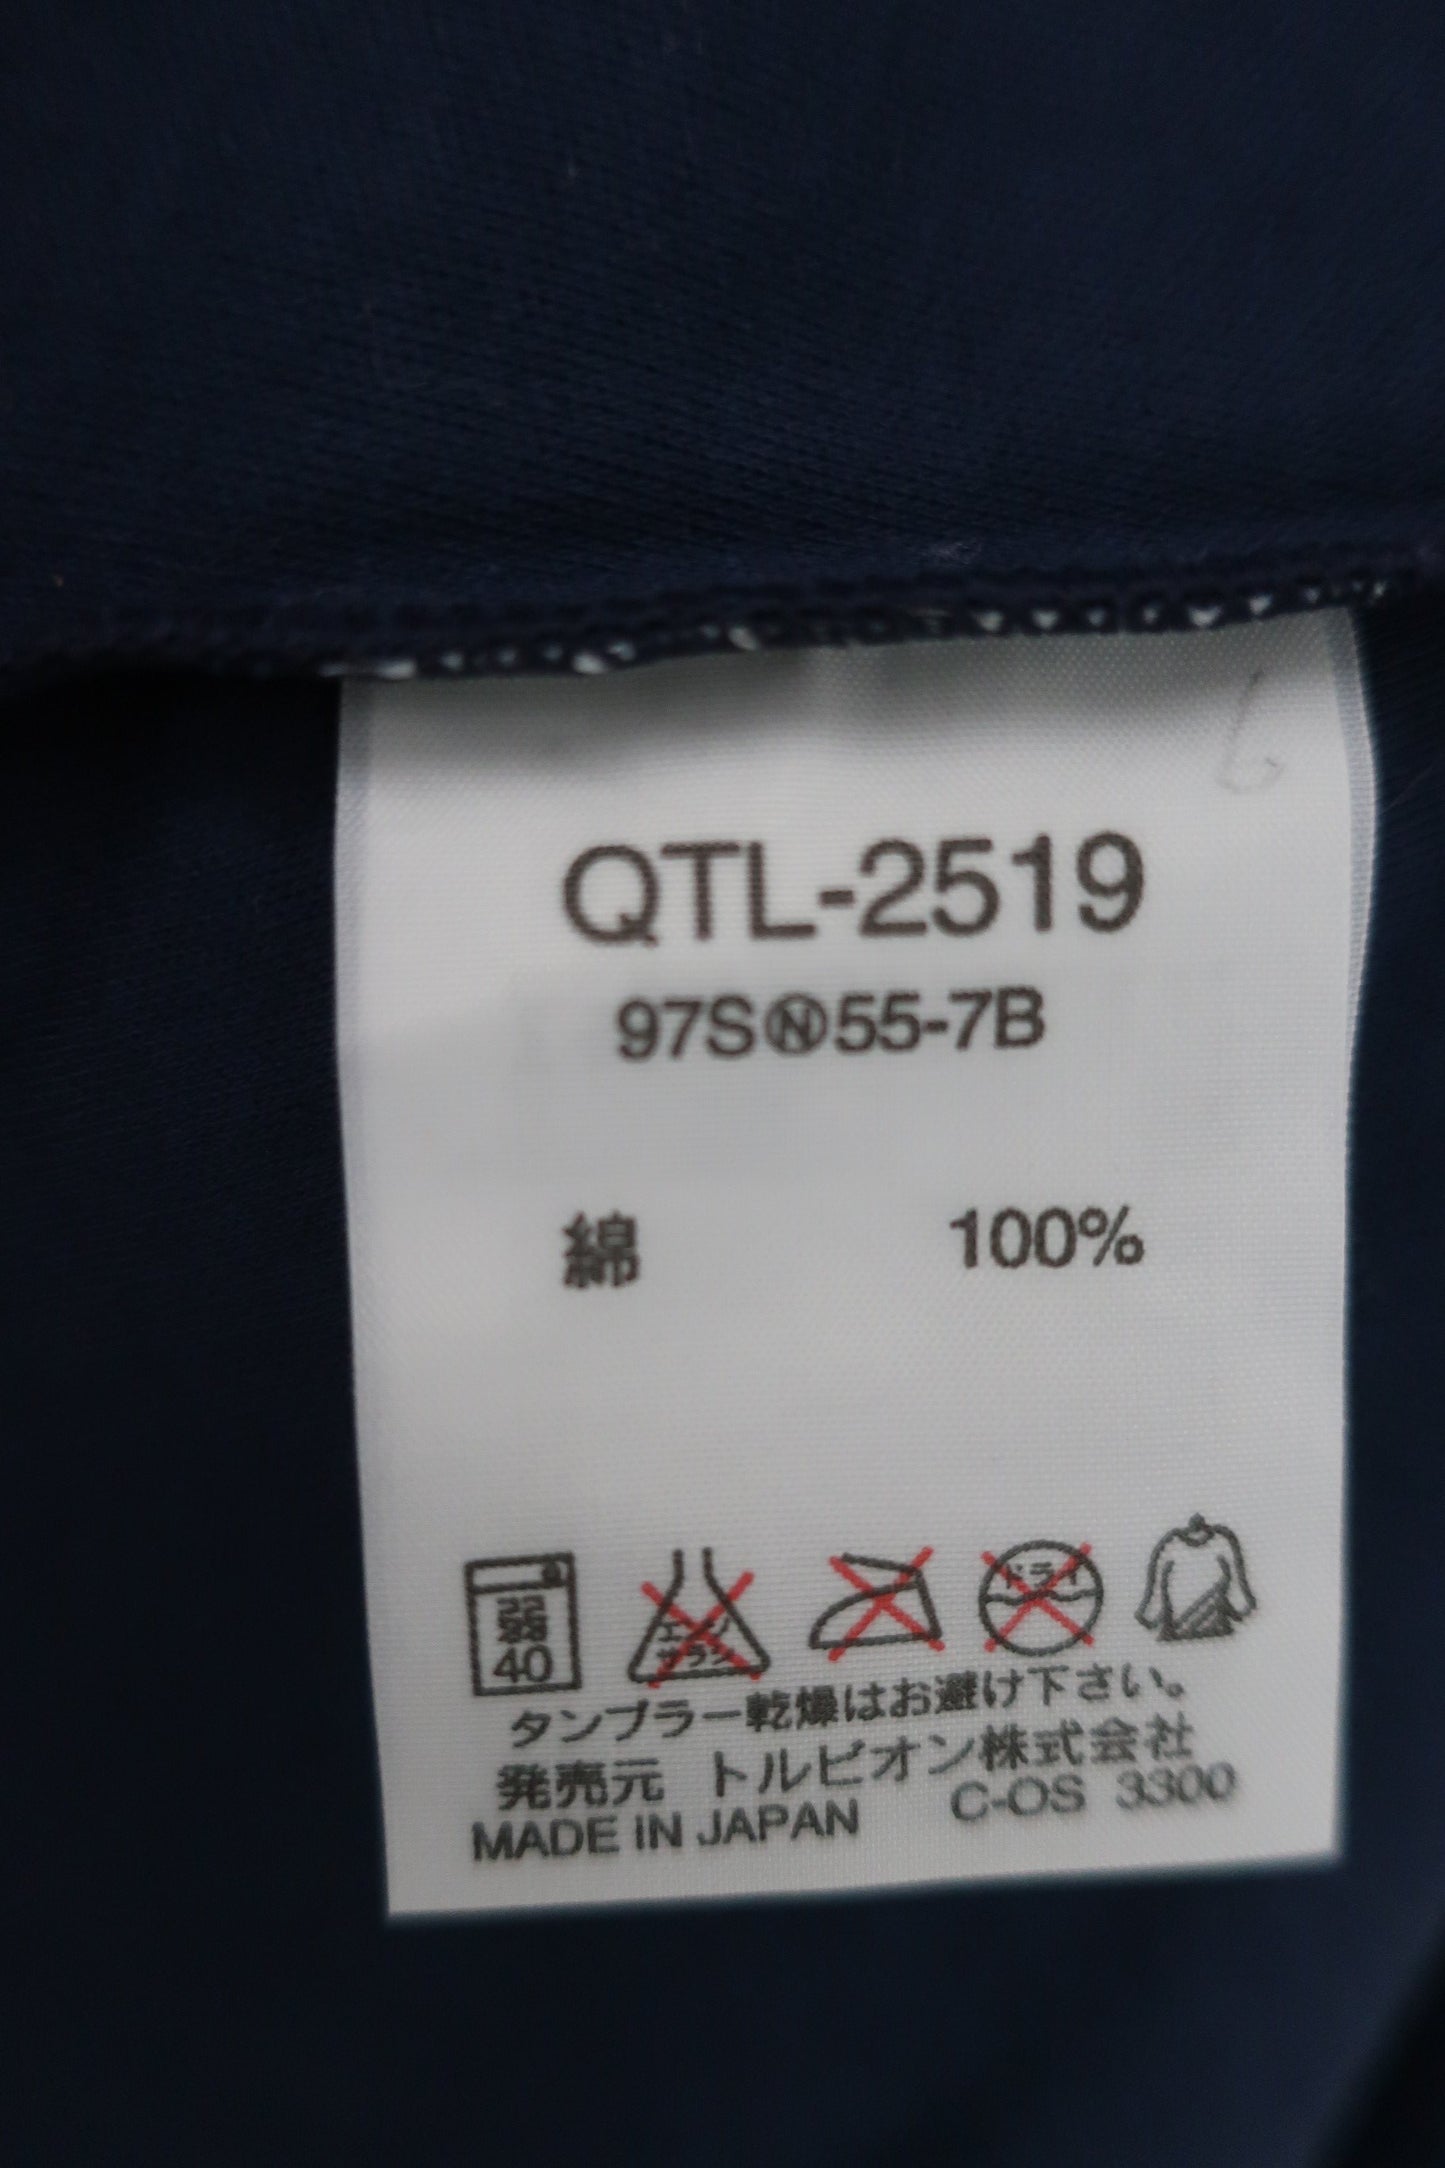 QTL-2519
97SⓃ55-7B
綿 100%
弱 40 エンソ サラシ ドライ
タンブラー乾燥はお避け下さい。
発売元 トルビオン株式会社
MADE IN JAPAN C-OS 3300